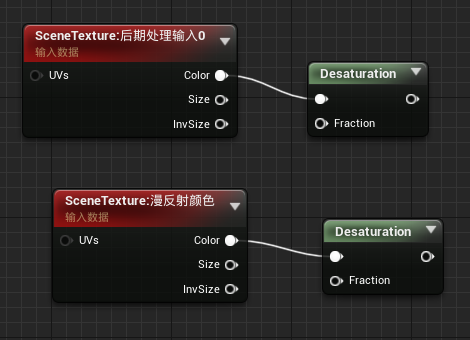 SceneTexture:后期处理输入0
输入数据
UVs
Color
Size
InvSize
Desaturation
Fraction
SceneTexture:漫反射颜色
输入数据
UVs
Color
Size
InvSize
Desaturation
Fraction